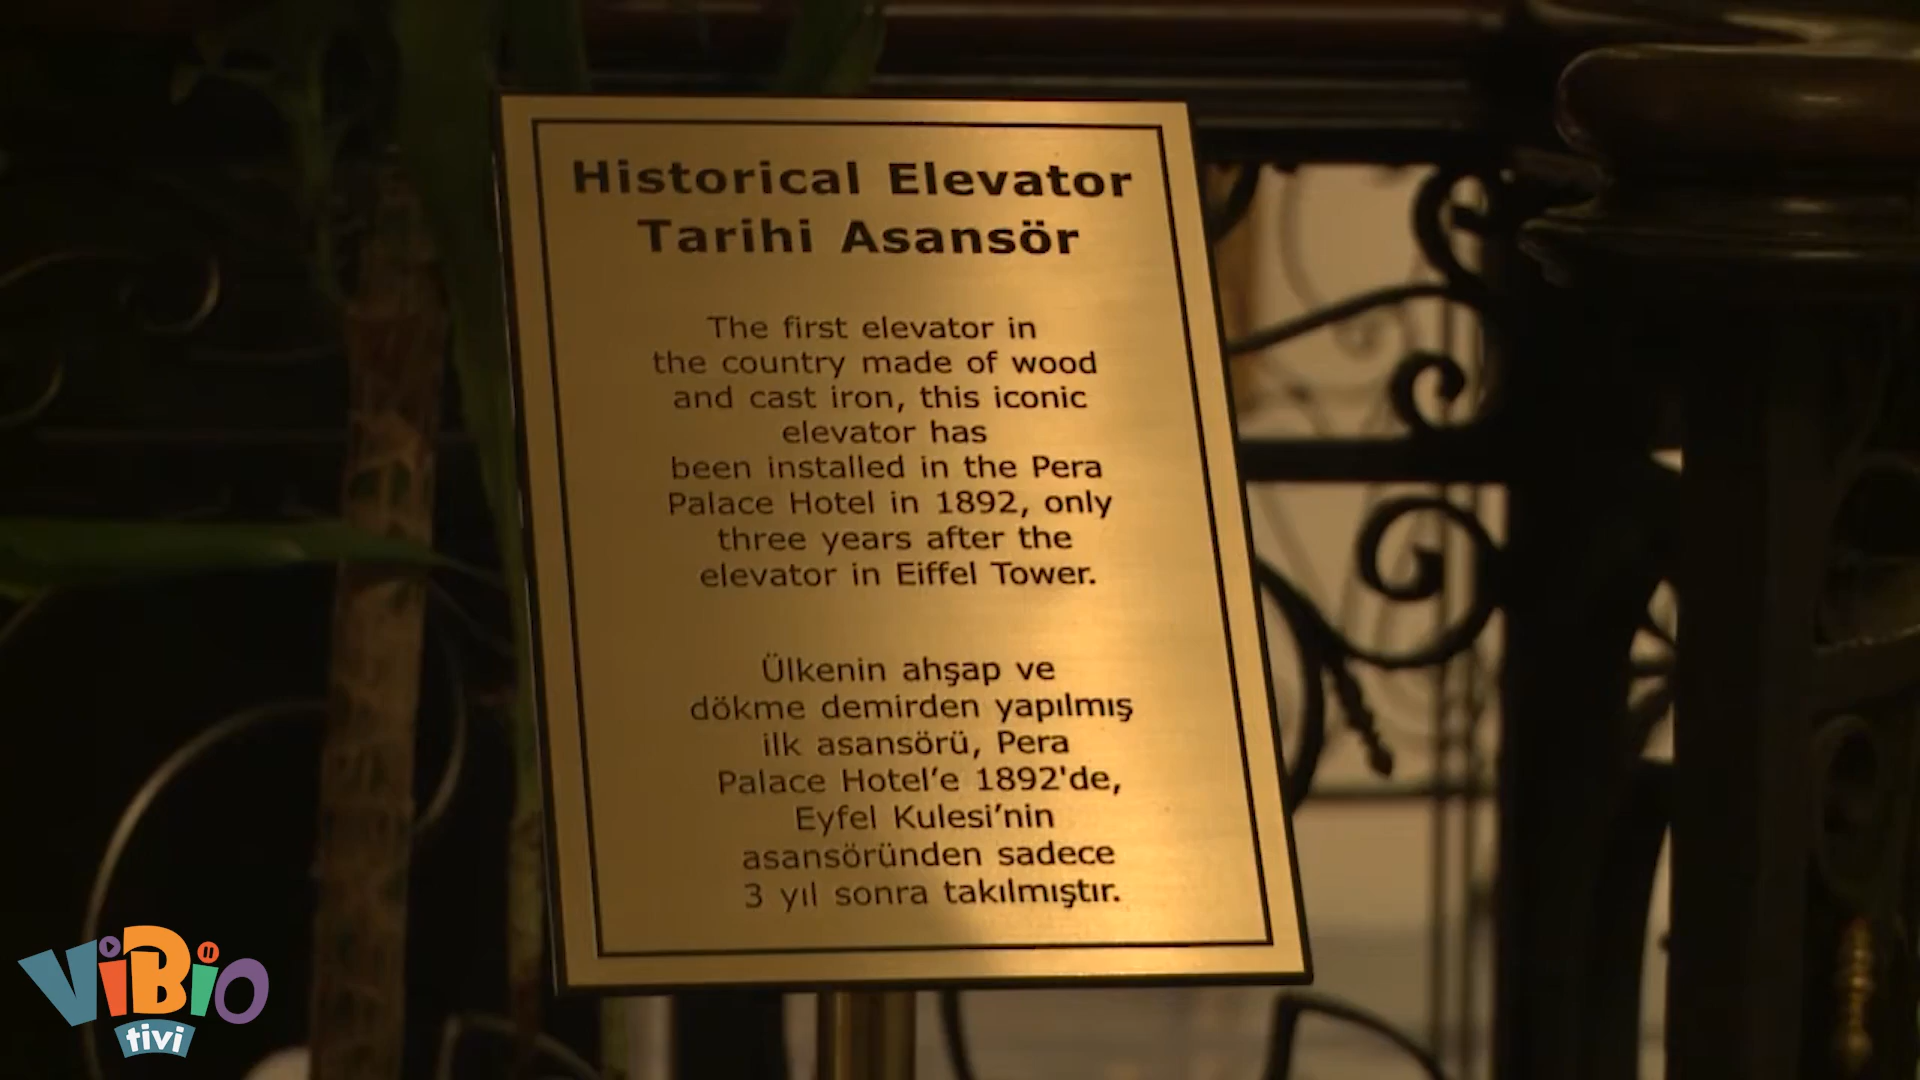 Historical Elevator
Tarihi Asansör
The first elevator in
the country made of wood
and cast iron, this iconic
elevator has
been installed in the Pera
Palace Hotel in 1892, only
three years after the
elevator in Eiffel Tower.
Ülkenin ahşap ve
dökme demirden yapılmış
ilk asansörü, Pera
Palace Hotel’e 1892'de,
Eyfel Kulesi’nin
asansöründen sadece
3 yıl sonra takılmıştır.
ViBio
tivi